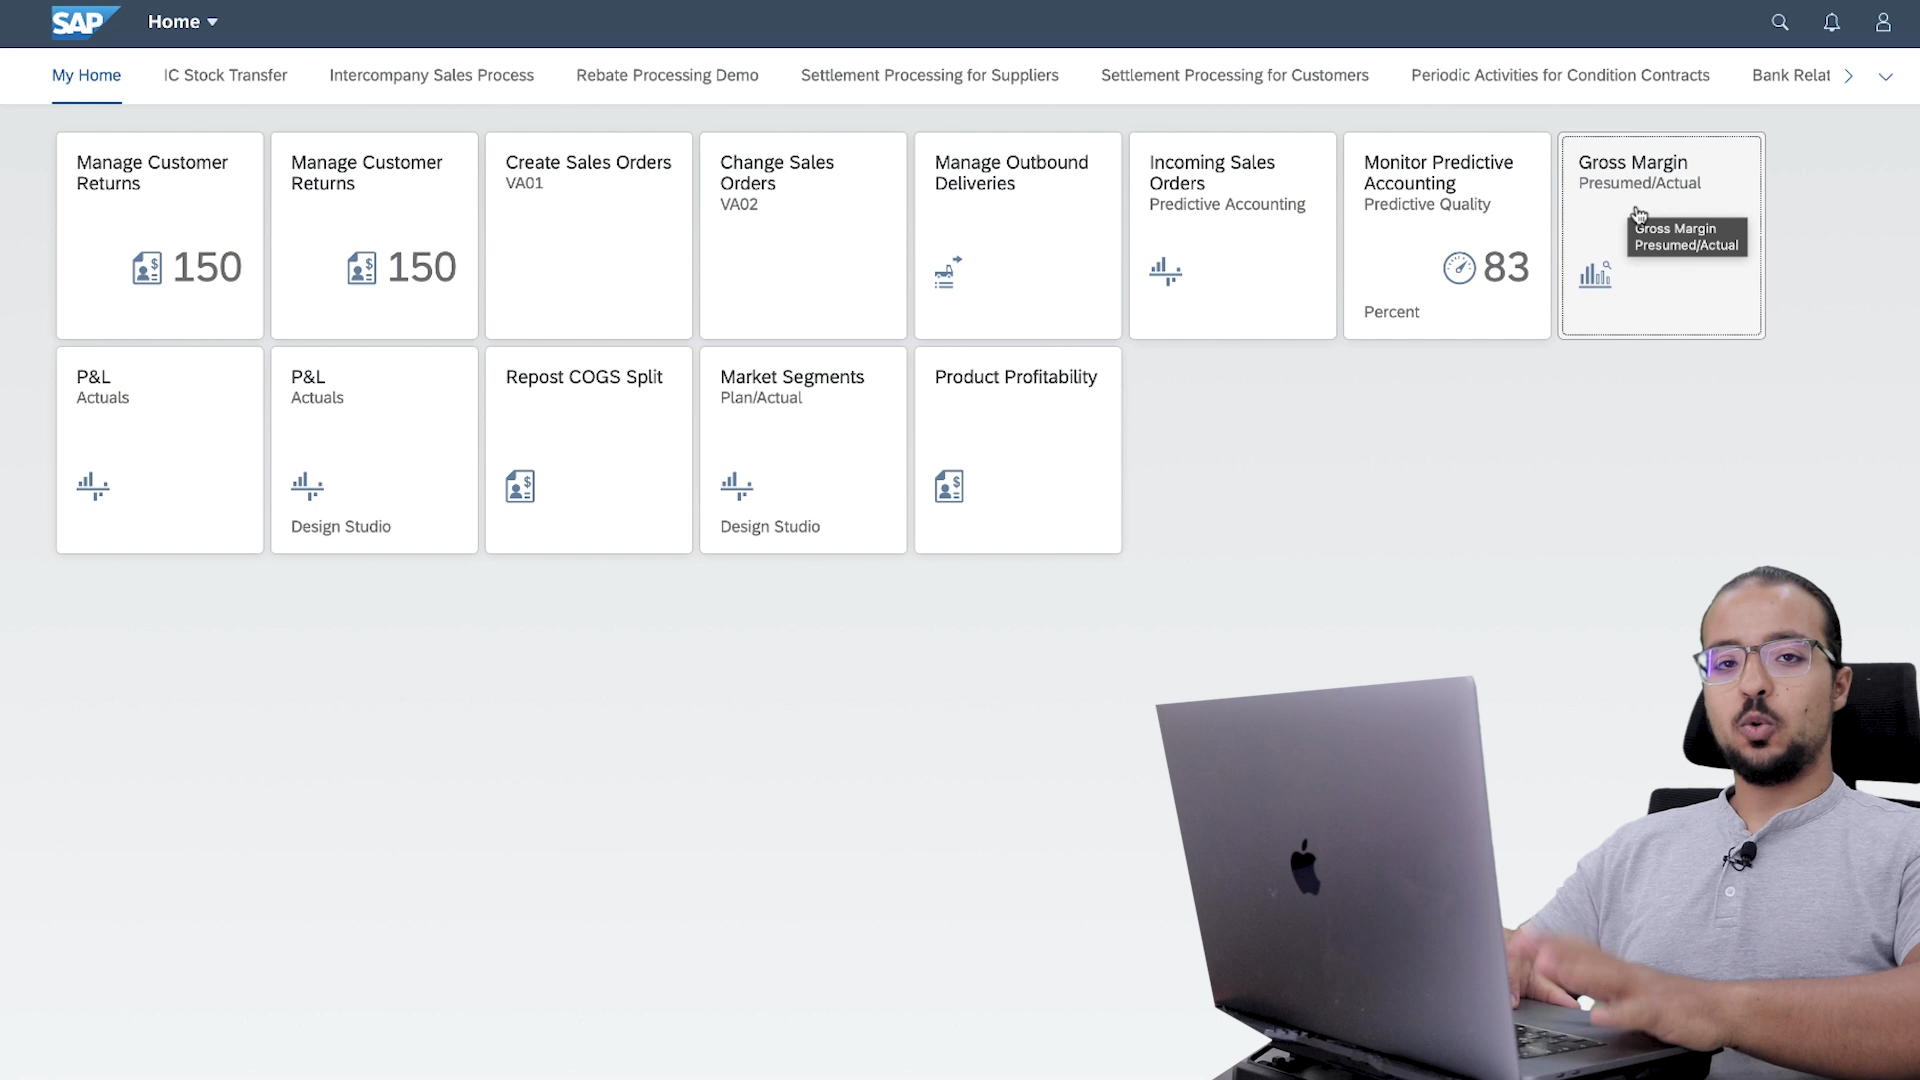 SAP
Home
My Home
IC Stock Transfer
Intercompany Sales Process
Rebate Processing Demo
Settlement Processing for Suppliers
Settlement Processing for Customers
Periodic Activities for Condition Contracts
Bank Relat
Manage Customer
Returns
150
Manage Customer
Returns
150
Create Sales Orders
VA01
Change Sales
Orders
VA02
Manage Outbound
Deliveries
Incoming Sales
Orders
Predictive Accounting
Monitor Predictive
Accounting
Predictive Quality
83
Percent
Gross Margin
Presumed/Actual
Gross Margin
Presumed/Actual
P&L
Actuals
P&L
Actuals
Design Studio
Repost COGS Split
Market Segments
Plan/Actual
Design Studio
Product Profitability